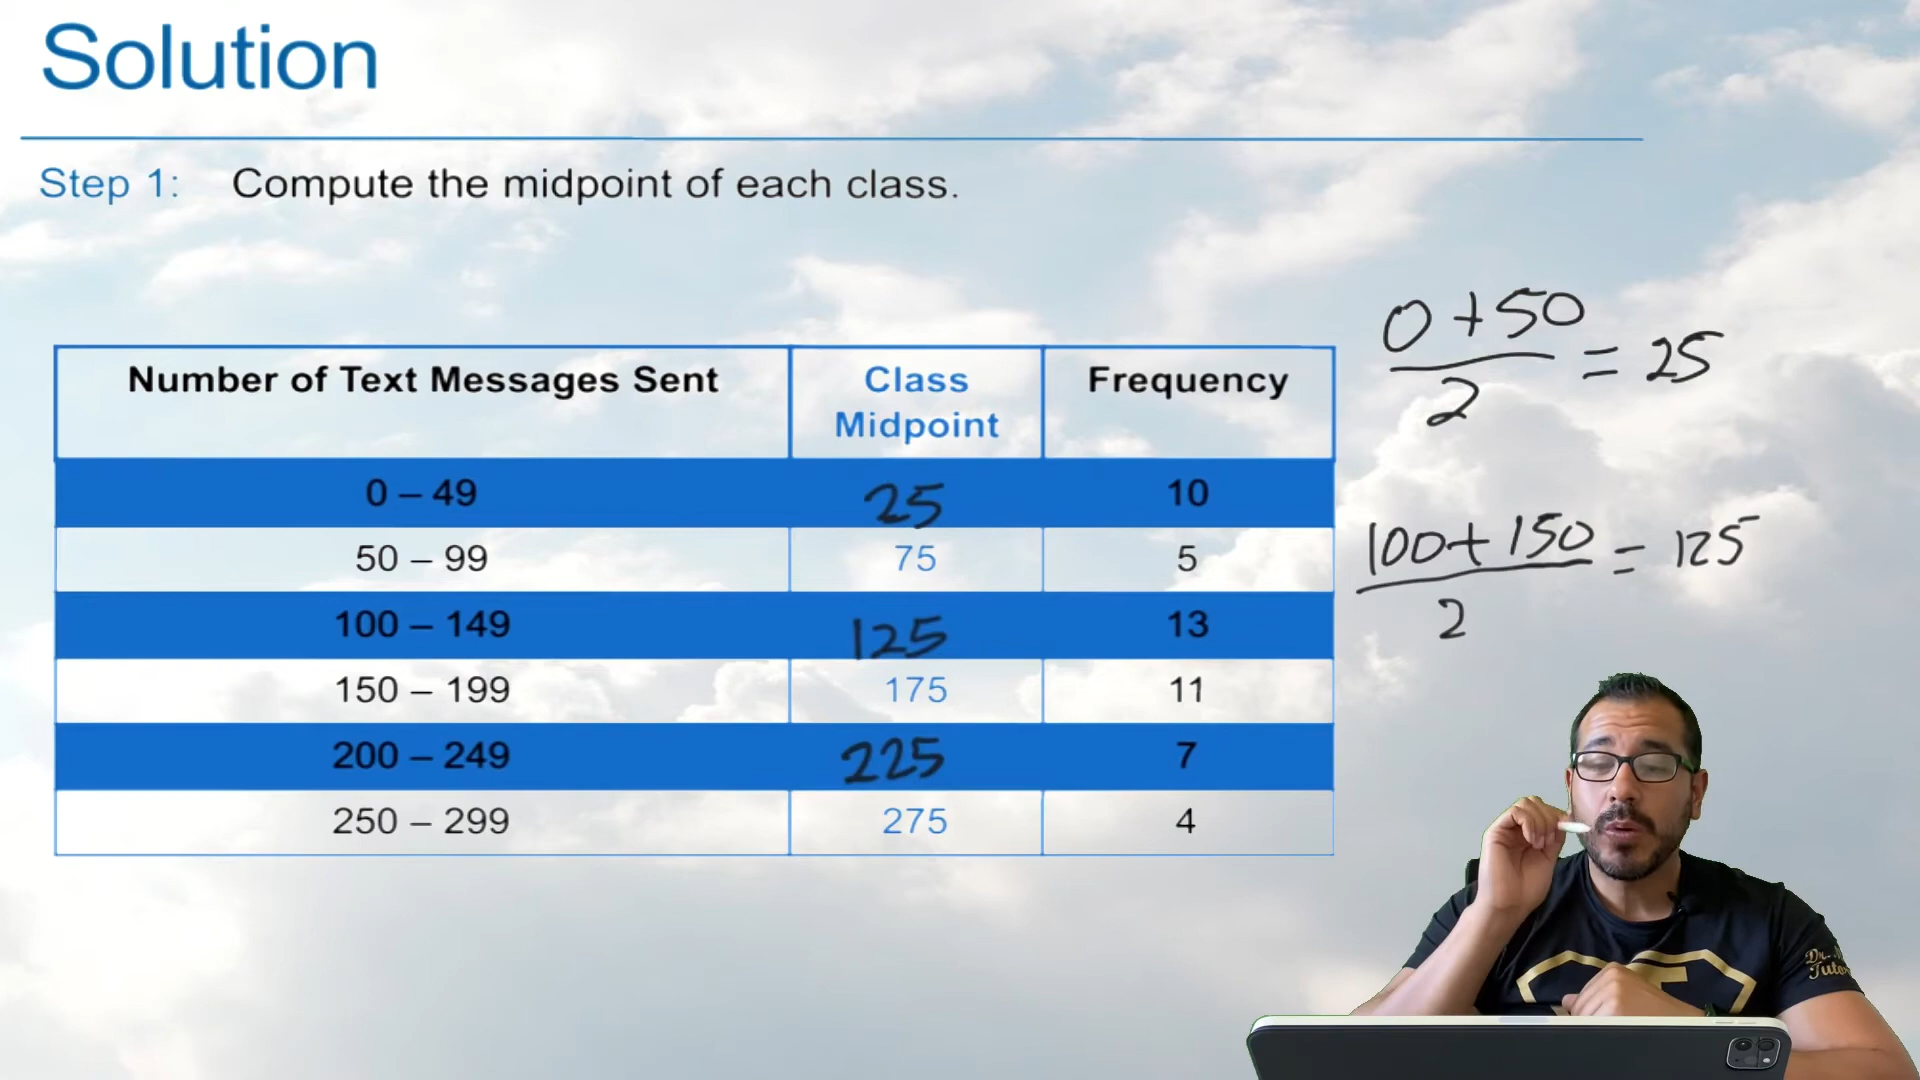 Solution
Step 1: Compute the midpoint of each class.
Number of Text Messages Sent Class Midpoint Frequency
0 – 49 25 10
50 – 99 75 5
100 – 149 125 13
150 – 199 175 11
200 – 249 225 7
250 – 299 275 4
0 + 50
2
= 25
100 + 150
2
= 125